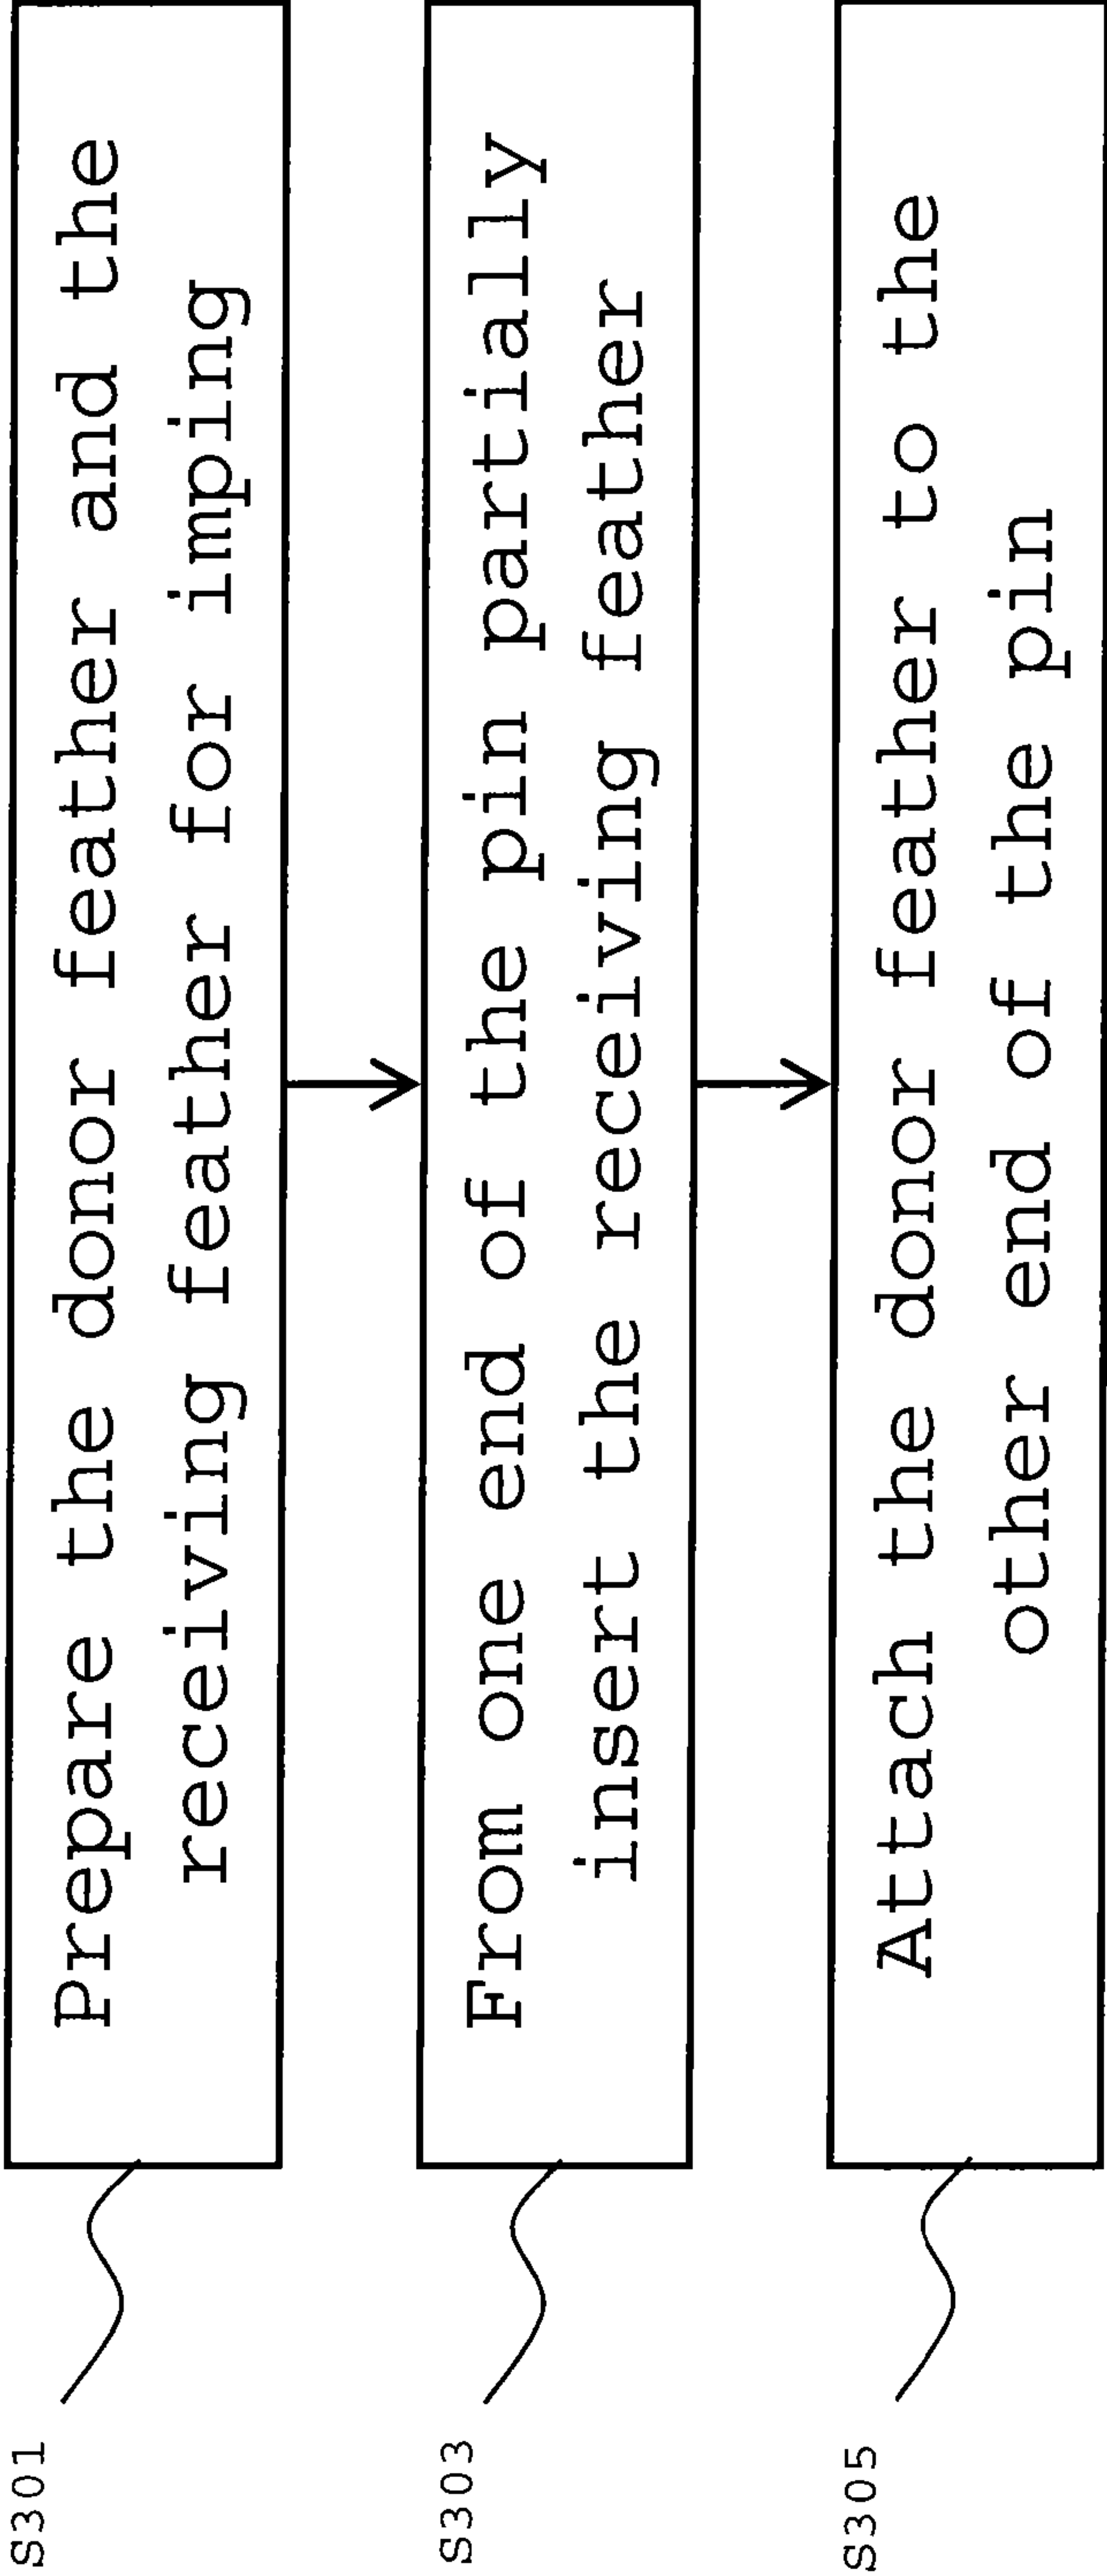 S301
Prepare the donor feather and the
receiving feather for imping
S303
From one end of the pin partially
insert the receiving feather
S305
Attach the donor feather to the
other end of the pin